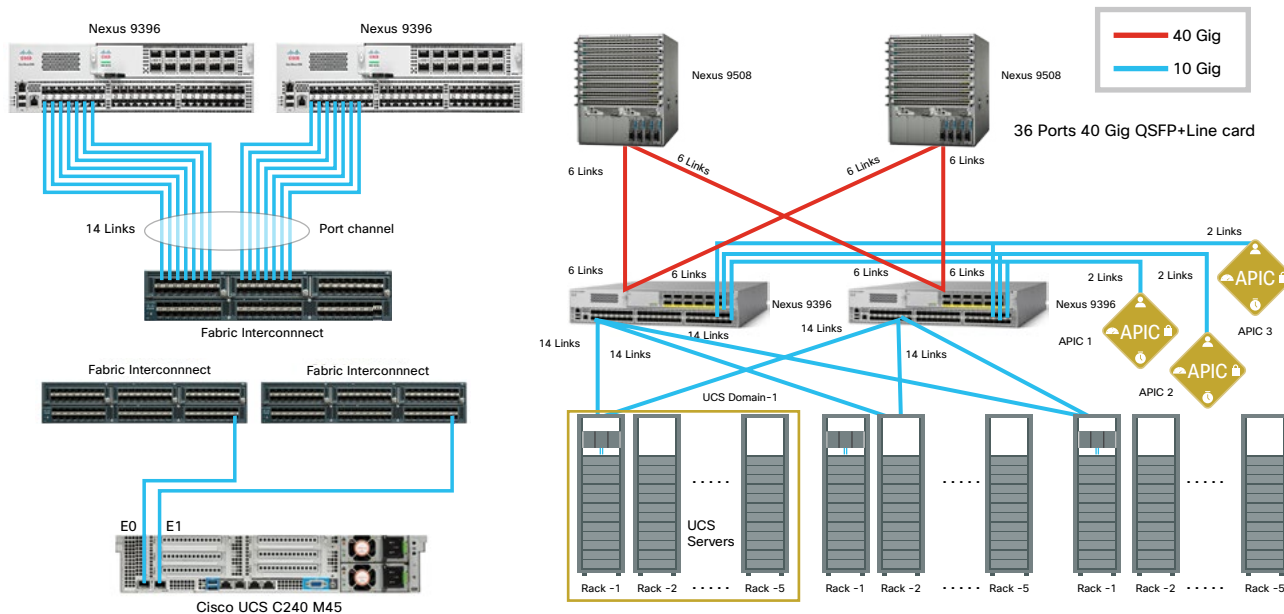 Nexus 9396
Nexus 9396
14 Links
Port channel
Fabric Interconnnect
Fabric Interconnnect
Fabric Interconnnect
E0
E1
Cisco UCS C240 M45
Nexus 9508
Nexus 9508
40 Gig
10 Gig
36 Ports 40 Gig QSFP+Line card
6 Links
6 Links
6 Links
6 Links
2 Links
6 Links
6 Links
6 Links
6 Links
2 Links
2 Links
Nexus 9396
Nexus 9396
APIC
APIC 3
APIC
APIC 1
APIC
APIC 2
14 Links
14 Links
14 Links
14 Links
14 Links
UCS Domain-1
UCS
Servers
Rack -1
Rack -2
Rack -5
Rack -1
Rack -2
Rack -5
Rack -1
Rack -2
Rack -5